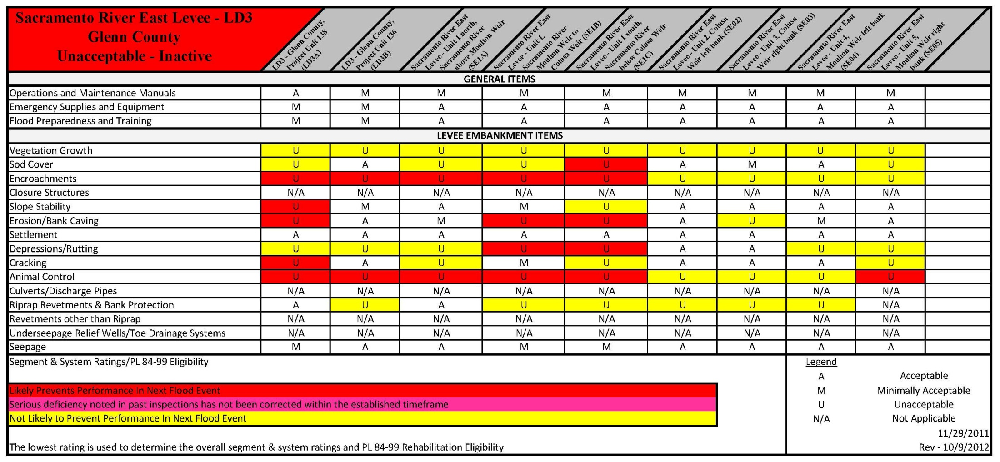 Sacramento River East Levee - LD3
Glenn County
Unacceptable - Inactive
LD3 - Glenn County,
Project Unit 138
(LD3A)
LD3 - Glenn County,
Project Unit 136
(LD3B)
Sacramento River East
Levee - Unit 1 north,
Sacramento River
above Moulton Weir
(SE1A)
Sacramento River East
Levee - Unit 1,
Sacramento River
Moulton Weir to
Colusa Weir (SE1B)
Sacramento River East
Levee - Unit 1 south,
Sacramento River
below Colusa Weir
(SE1C)
Sacramento River East
Levee - Unit 2, Colusa
Weir left bank (SE02)
Sacramento River East
Levee - Unit 3, Colusa
Weir right bank (SE03)
Sacramento River East
Levee - Unit 4,
Moulton Weir left bank
(SE04)
Sacramento River East
Levee - Unit 5,
Moulton Weir right
bank (SE05)
GENERAL ITEMS
Operations and Maintenance Manuals A M M M M M M M M
Emergency Supplies and Equipment M M A A A A A A A
Flood Preparedness and Training M M A A A A A A A
LEVEE EMBANKMENT ITEMS
Vegetation Growth U U U U U U U U U
Sod Cover U A U U U A M A U
Encroachments U U U U U U U U U
Closure Structures N/A N/A N/A N/A N/A N/A N/A N/A N/A
Slope Stability U M A M U A A A A
Erosion/Bank Caving U A M U U A U M A
Settlement A A A A A A A A A
Depressions/Rutting U U U U U A A U U
Cracking U A U M U A A A U
Animal Control U U U U U U U U U
Culverts/Discharge Pipes N/A N/A N/A N/A N/A N/A N/A N/A N/A
Riprap Revetments & Bank Protection A U A U U U U U N/A
Revetments other than Riprap N/A N/A N/A N/A N/A N/A N/A N/A N/A
Underseepage Relief Wells/Toe Drainage Systems N/A N/A N/A N/A N/A N/A N/A N/A N/A
Seepage M A A M M A A A A
Segment & System Ratings/PL 84-99 Eligibility
Likely Prevents Performance In Next Flood Event
Serious deficiency noted in past inspections has not been corrected within the established timeframe
Not Likely to Prevent Performance In Next Flood Event
The lowest rating is used to determine the overall segment & system ratings and PL 84-99 Rehabilitation Eligibility
Legend
A Acceptable
M Minimally Acceptable
U Unacceptable
N/A Not Applicable
11/29/2011
Rev - 10/9/2012